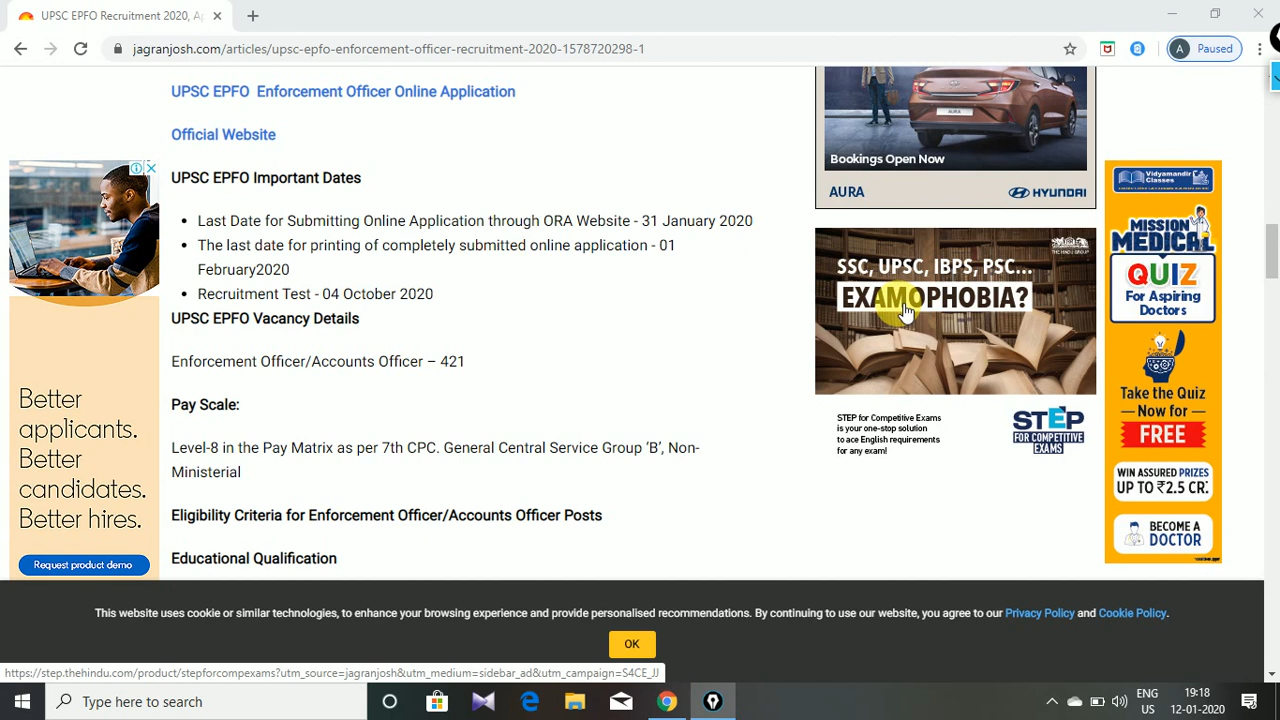 UPSC EPFO Recruitment 2020, Ap
jagranjosh.com/articles/upsc-epfo-enforcement-officer-recruitment-2020-1578720298-1
A Paused
UPSC EPFO Enforcement Officer Online Application
Official Website
UPSC EPFO Important Dates
Last Date for Submitting Online Application through ORA Website - 31 January 2020
The last date for printing of completely submitted online application - 01
February2020
Recruitment Test - 04 October 2020
UPSC EPFO Vacancy Details
Enforcement Officer/Accounts Officer – 421
Pay Scale:
Level-8 in the Pay Matrix as per 7th CPC. General Central Service Group ‘B’, Non-
Ministerial
Eligibility Criteria for Enforcement Officer/Accounts Officer Posts
Educational Qualification
Better
applicants.
Better
candidates.
Better hires.
Request product demo
AURA
Bookings Open Now
AURA
HYUNDAI
THE HINDU GROUP
SSC, UPSC, IBPS, PSC...
EXAMOPHOBIA?
STEP for Competitive Exams
is your one-stop solution
to ace English requirements
for any exam!
STEP
FOR COMPETITIVE
EXAMS
Vidyamandir
Classes
MISSION
MEDICAL
QUIZ
For Aspiring
Doctors
Take the Quiz
Now for
FREE
WIN ASSURED PRIZES
UP TO ₹2.5 CR.
BECOME A
DOCTOR
This website uses cookie or similar technologies, to enhance your browsing experience and provide personalised recommendations. By continuing to use our website, you agree to our Privacy Policy and Cookie Policy.
OK
https://step.thehindu.com/product/stepforcompexams?utm_source=jagranjosh&utm_medium=sidebar_ad&utm_campaign=S4CE_JJ
Type here to search
ENG
US
19:18
12-01-2020